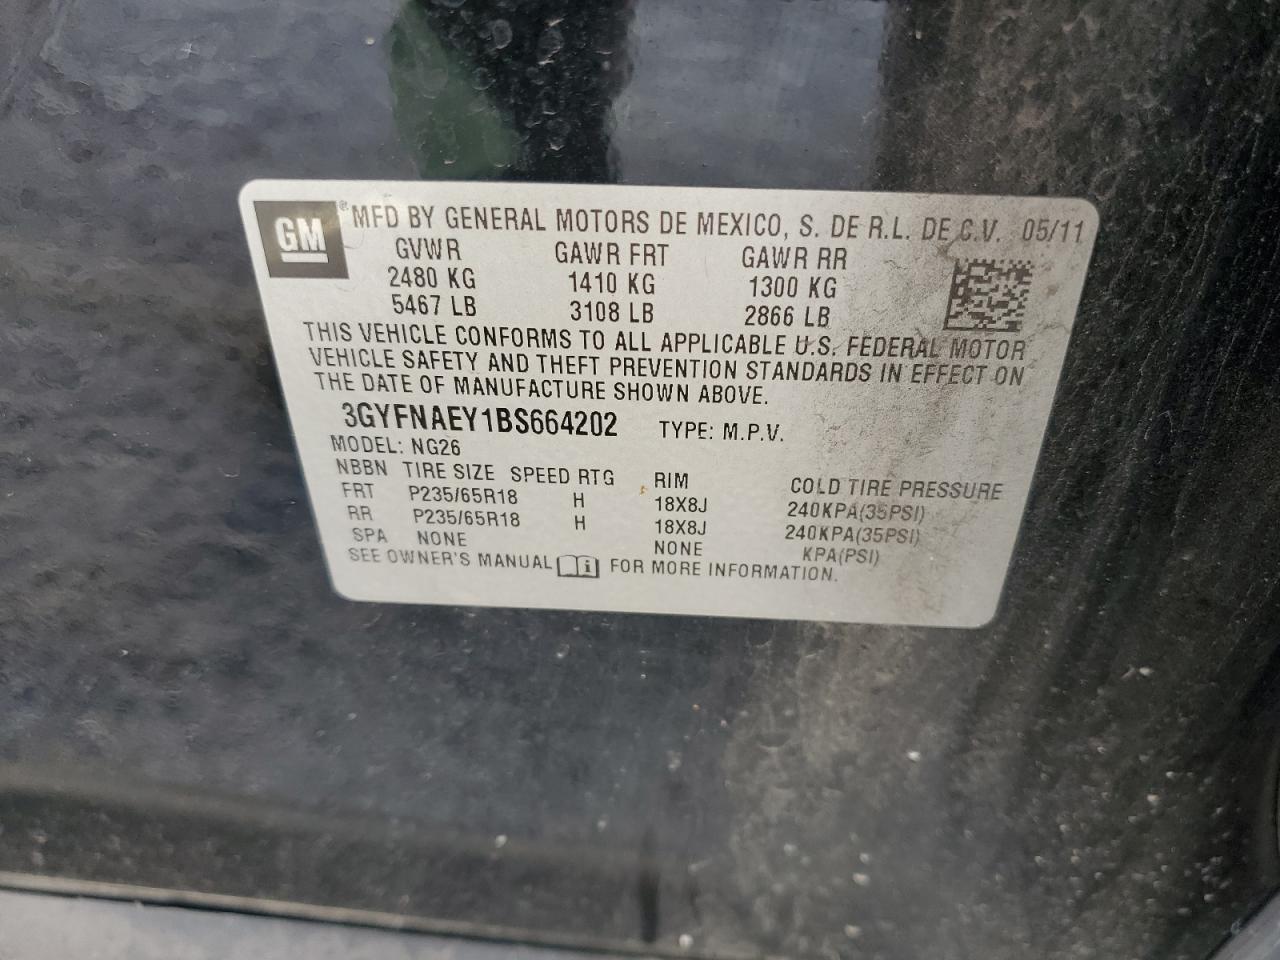 GM ® MFD BY GENERAL MOTORS DE MEXICO, S. DE R.L. DE C.V. 05/11
GVWR GAWR FRT GAWR RR
2480 KG 1410 KG 1300 KG
5467 LB 3108 LB 2866 LB
THIS VEHICLE CONFORMS TO ALL APPLICABLE U.S. FEDERAL MOTOR
VEHICLE SAFETY AND THEFT PREVENTION STANDARDS IN EFFECT ON
THE DATE OF MANUFACTURE SHOWN ABOVE.
3GYFNAEY1BS664202 TYPE: M.P.V.
MODEL: NG26
NBBN TIRE SIZE SPEED RTG RIM COLD TIRE PRESSURE
FRT P235/65R18 H 18X8J 240KPA(35PSI)
RR P235/65R18 H 18X8J 240KPA(35PSI)
SPA NONE NONE KPA(PSI)
SEE OWNER'S MANUAL i FOR MORE INFORMATION.